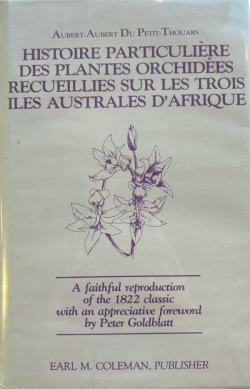 AUBERT-AUBERT DU PETIT-THOUARS
HISTOIRE PARTICULIÈRE
DES PLANTES ORCHIDÉES
RECUEILLIES SUR LES TROIS
ILES AUSTRALES D'AFRIQUE
A faithful reproduction
of the 1822 classic
with an appreciative foreword
by Peter Goldblatt
EARL M. COLEMAN, PUBLISHER